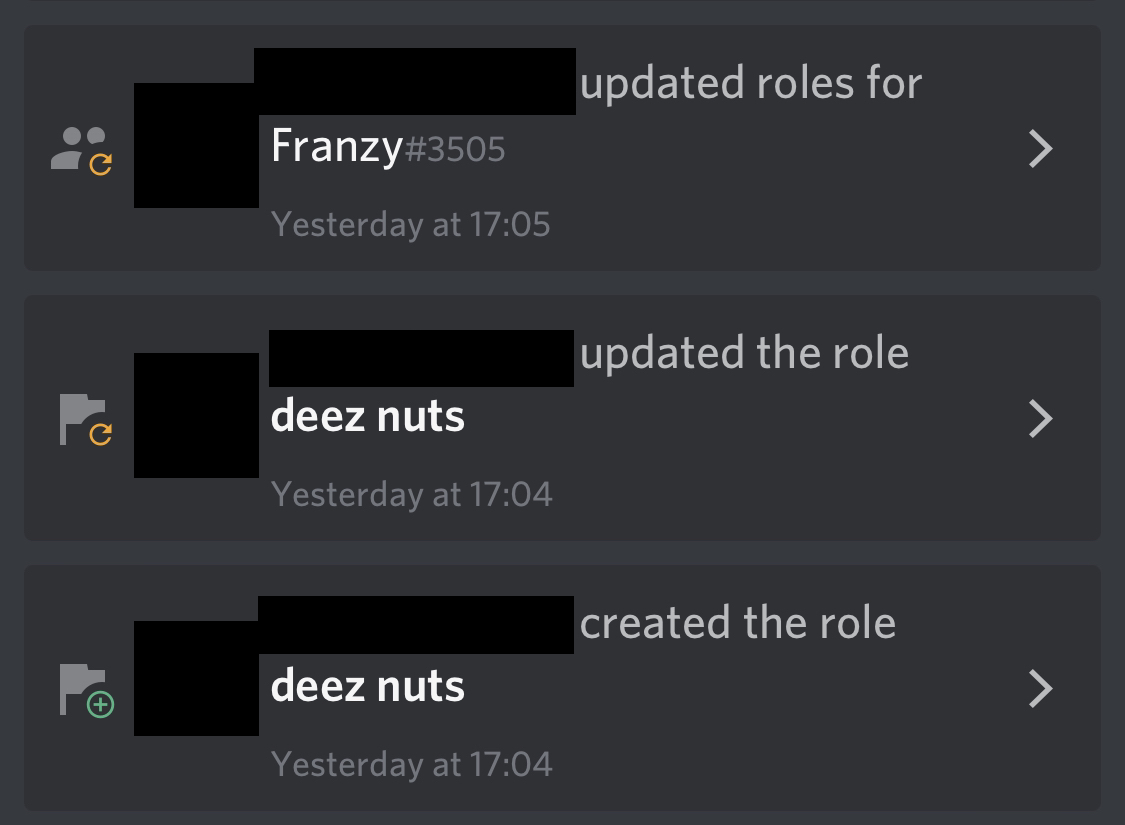 updated roles for
Franzy#3505
Yesterday at 17:05
updated the role
deez nuts
Yesterday at 17:04
created the role
deez nuts
Yesterday at 17:04